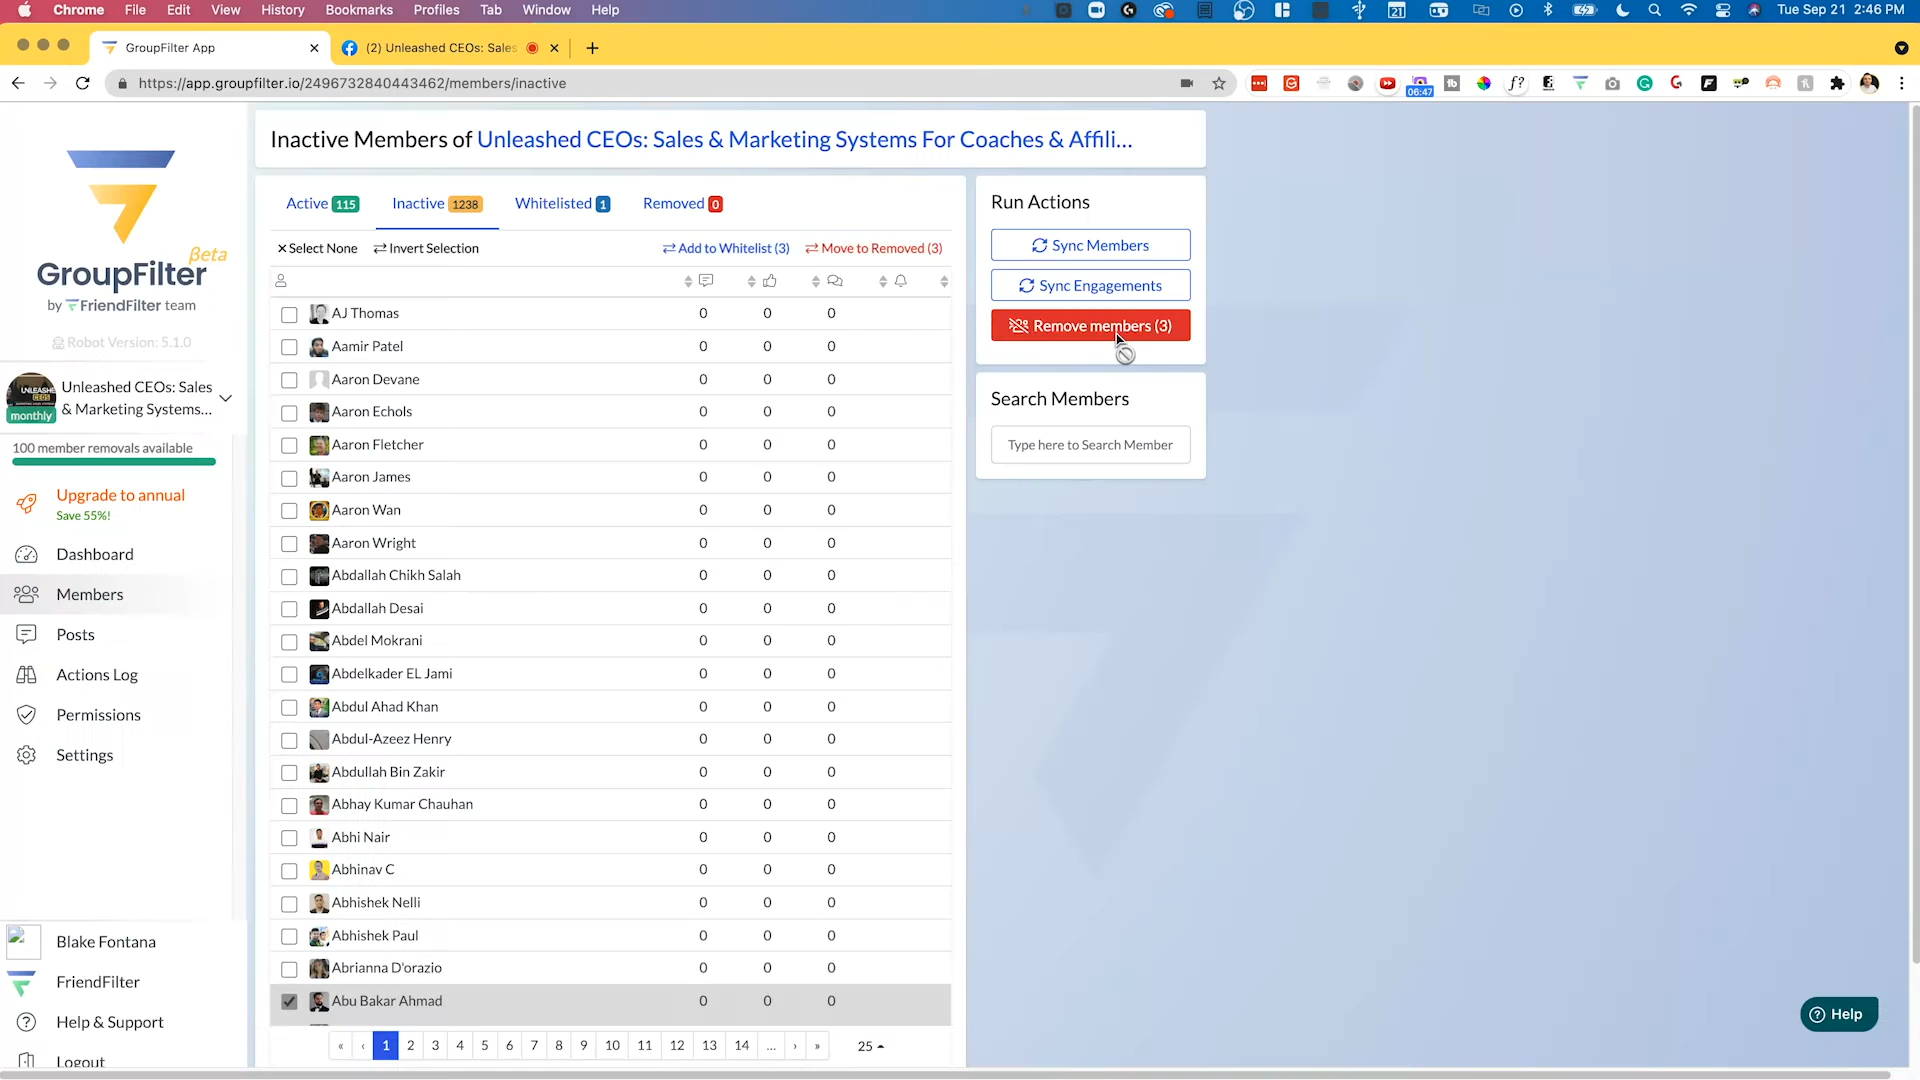 Chrome File Edit View History Bookmarks Profiles Tab Window Help
21
Tue Sep 21 2:46 PM
GroupFilter App
(2) Unleashed CEOs: Sales
https://app.groupfilter.io/2496732840443462/members/inactive
06:47
Inactive Members of Unleashed CEOs: Sales & Marketing Systems For Coaches & Affili...
βeta
GroupFilter
by FriendFilter team
Robot Version: 5.1.0
Unleashed CEOs: Sales
& Marketing Systems...
monthly
100 member removals available
Upgrade to annual
Save 55%!
Dashboard
Members
Posts
Actions Log
Permissions
Settings
Blake Fontana
FriendFilter
Help & Support
Logout
Active 115
Inactive 1238
Whitelisted 1
Removed 0
Select None
Invert Selection
Add to Whitelist (3)
Move to Removed (3)
AJ Thomas 0 0 0
Aamir Patel 0 0 0
Aaron Devane 0 0 0
Aaron Echols 0 0 0
Aaron Fletcher 0 0 0
Aaron James 0 0 0
Aaron Wan 0 0 0
Aaron Wright 0 0 0
Abdallah Chikh Salah 0 0 0
Abdallah Desai 0 0 0
Abdel Mokrani 0 0 0
Abdelkader EL Jami 0 0 0
Abdul Ahad Khan 0 0 0
Abdul-Azeez Henry 0 0 0
Abdullah Bin Zakir 0 0 0
Abhay Kumar Chauhan 0 0 0
Abhi Nair 0 0 0
Abhinav C 0 0 0
Abhishek Nelli 0 0 0
Abhishek Paul 0 0 0
Abrianna D'orazio 0 0 0
Abu Bakar Ahmad 0 0 0
« ‹ 1 2 3 4 5 6 7 8 9 10 11 12 13 14 ... › » 25
Run Actions
Sync Members
Sync Engagements
Remove members (3)
Search Members
Type here to Search Member
Help